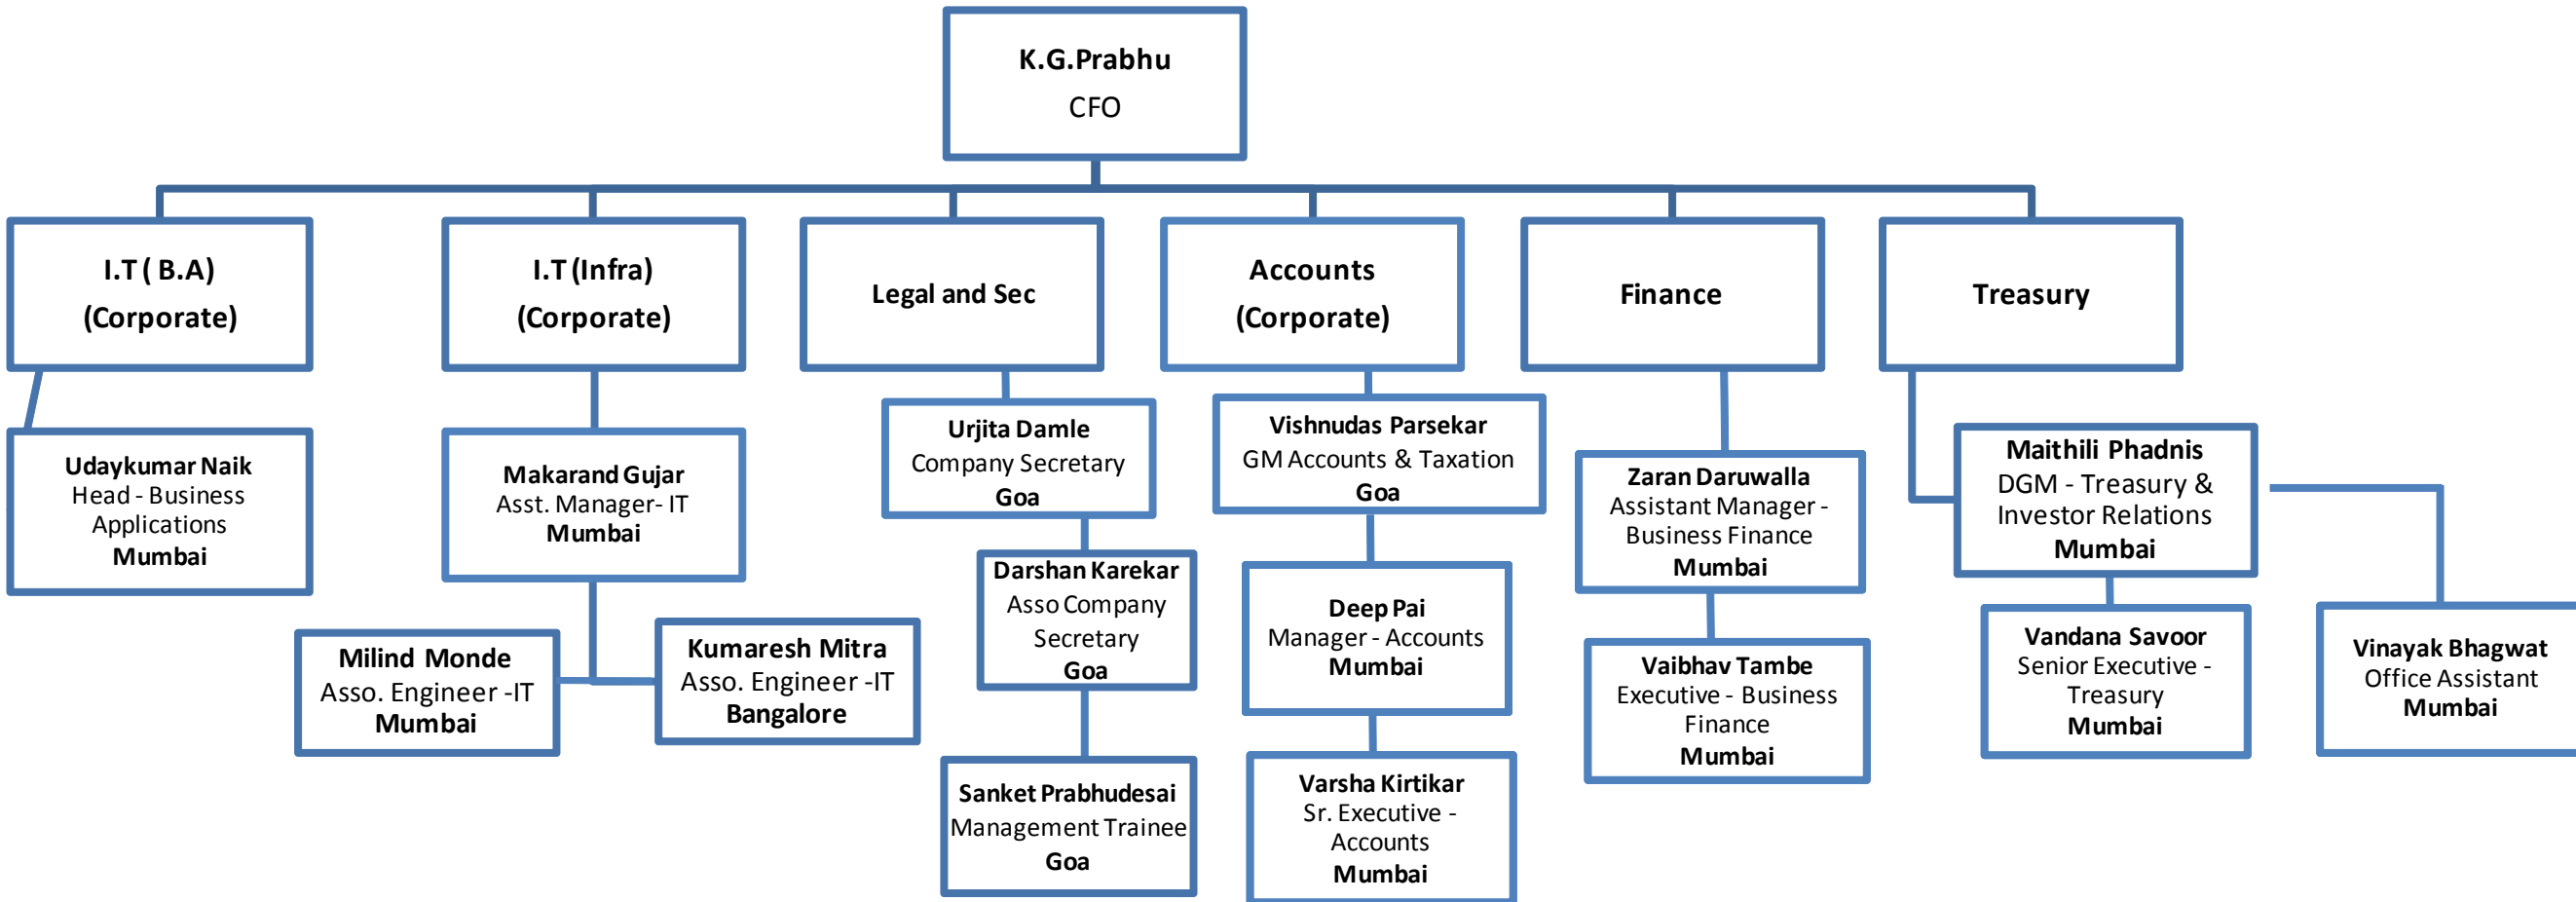 K.G.Prabhu
CFO
I.T ( B.A)
(Corporate)
I.T (Infra)
(Corporate)
Legal and Sec
Accounts
(Corporate)
Finance
Treasury
Udaykumar Naik
Head - Business
Applications
Mumbai
Makarand Gujar
Asst. Manager- IT
Mumbai
Milind Monde
Asso. Engineer -IT
Mumbai
Kumaresh Mitra
Asso. Engineer -IT
Bangalore
Urjita Damle
Company Secretary
Goa
Darshan Karekar
Asso Company
Secretary
Goa
Sanket Prabhudesai
Management Trainee
Goa
Vishnudas Parsekar
GM Accounts & Taxation
Goa
Deep Pai
Manager - Accounts
Mumbai
Varsha Kirtikar
Sr. Executive -
Accounts
Mumbai
Zaran Daruwalla
Assistant Manager -
Business Finance
Mumbai
Vaibhav Tambe
Executive - Business
Finance
Mumbai
Maithili Phadnis
DGM - Treasury &
Investor Relations
Mumbai
Vandana Savoor
Senior Executive -
Treasury
Mumbai
Vinayak Bhagwat
Office Assistant
Mumbai